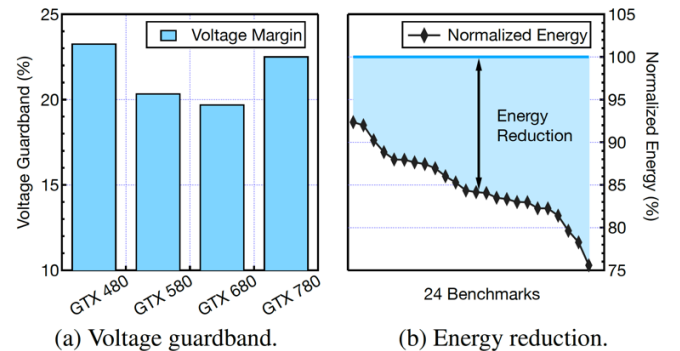 25
20
15
10
Voltage Guardband (%)
Voltage Margin
GTX 480
GTX 580
GTX 680
GTX 780
(a) Voltage guardband.
Normalized Energy
Energy
Reduction
105
100
95
90
85
80
75
Normalized
Energy (%)
24 Benchmarks
(b) Energy reduction.